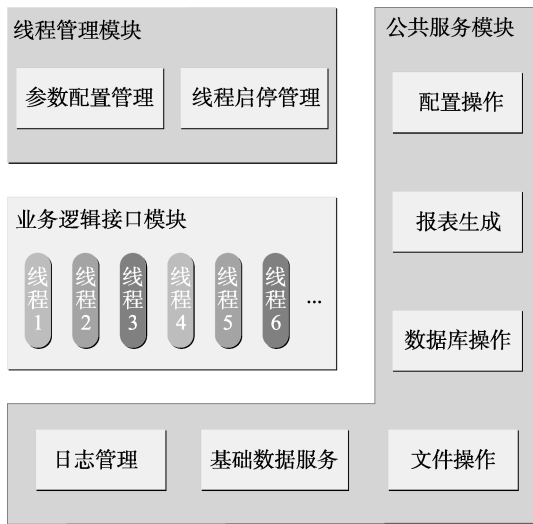 线程管理模块
参数配置管理
线程启停管理
业务逻辑接口模块
线程1
线程2
线程3
线程4
线程5
线程6
...
公共服务模块
配置操作
报表生成
数据库操作
日志管理
基础数据服务
文件操作